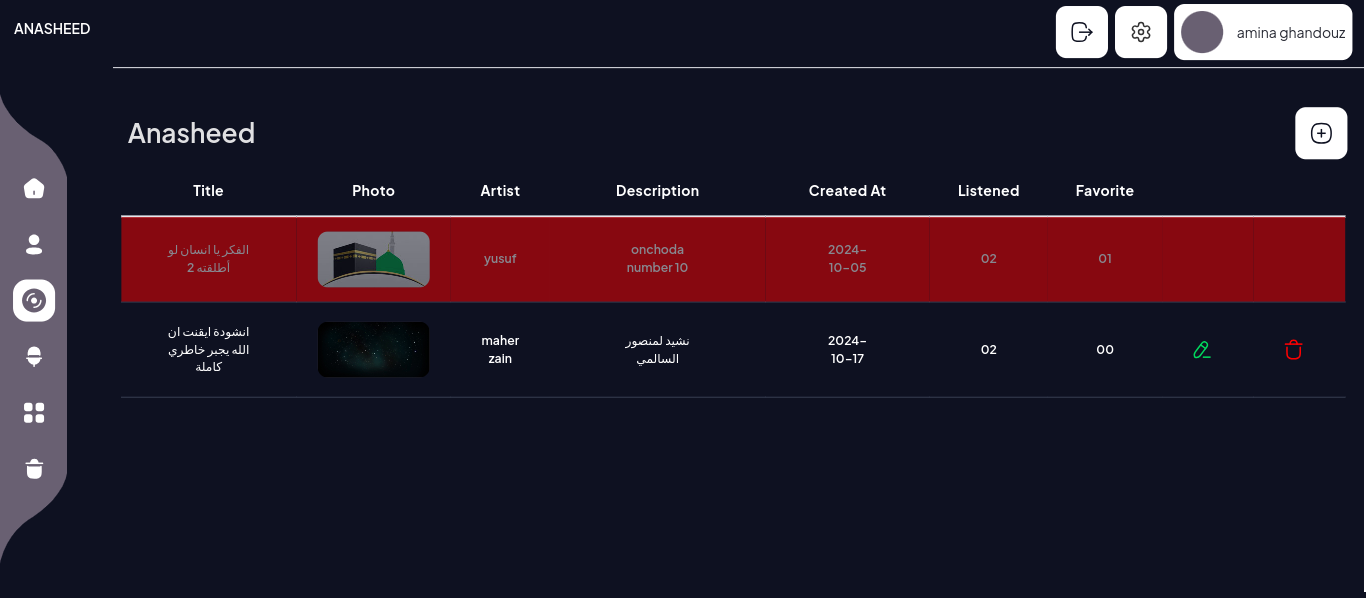 ANASHEED
amina ghandouz
Anasheed
Title Photo Artist Description Created At Listened Favorite
الفكر يا انسان لو
أطلقته 2
yusuf
onchoda
number 10
2024-
10-05
02
01
انشودة ايقنت ان
الله يجبر خاطري
كاملة
maher
zain
نشيد لمنصور
السالمي
2024-
10-17
02
00